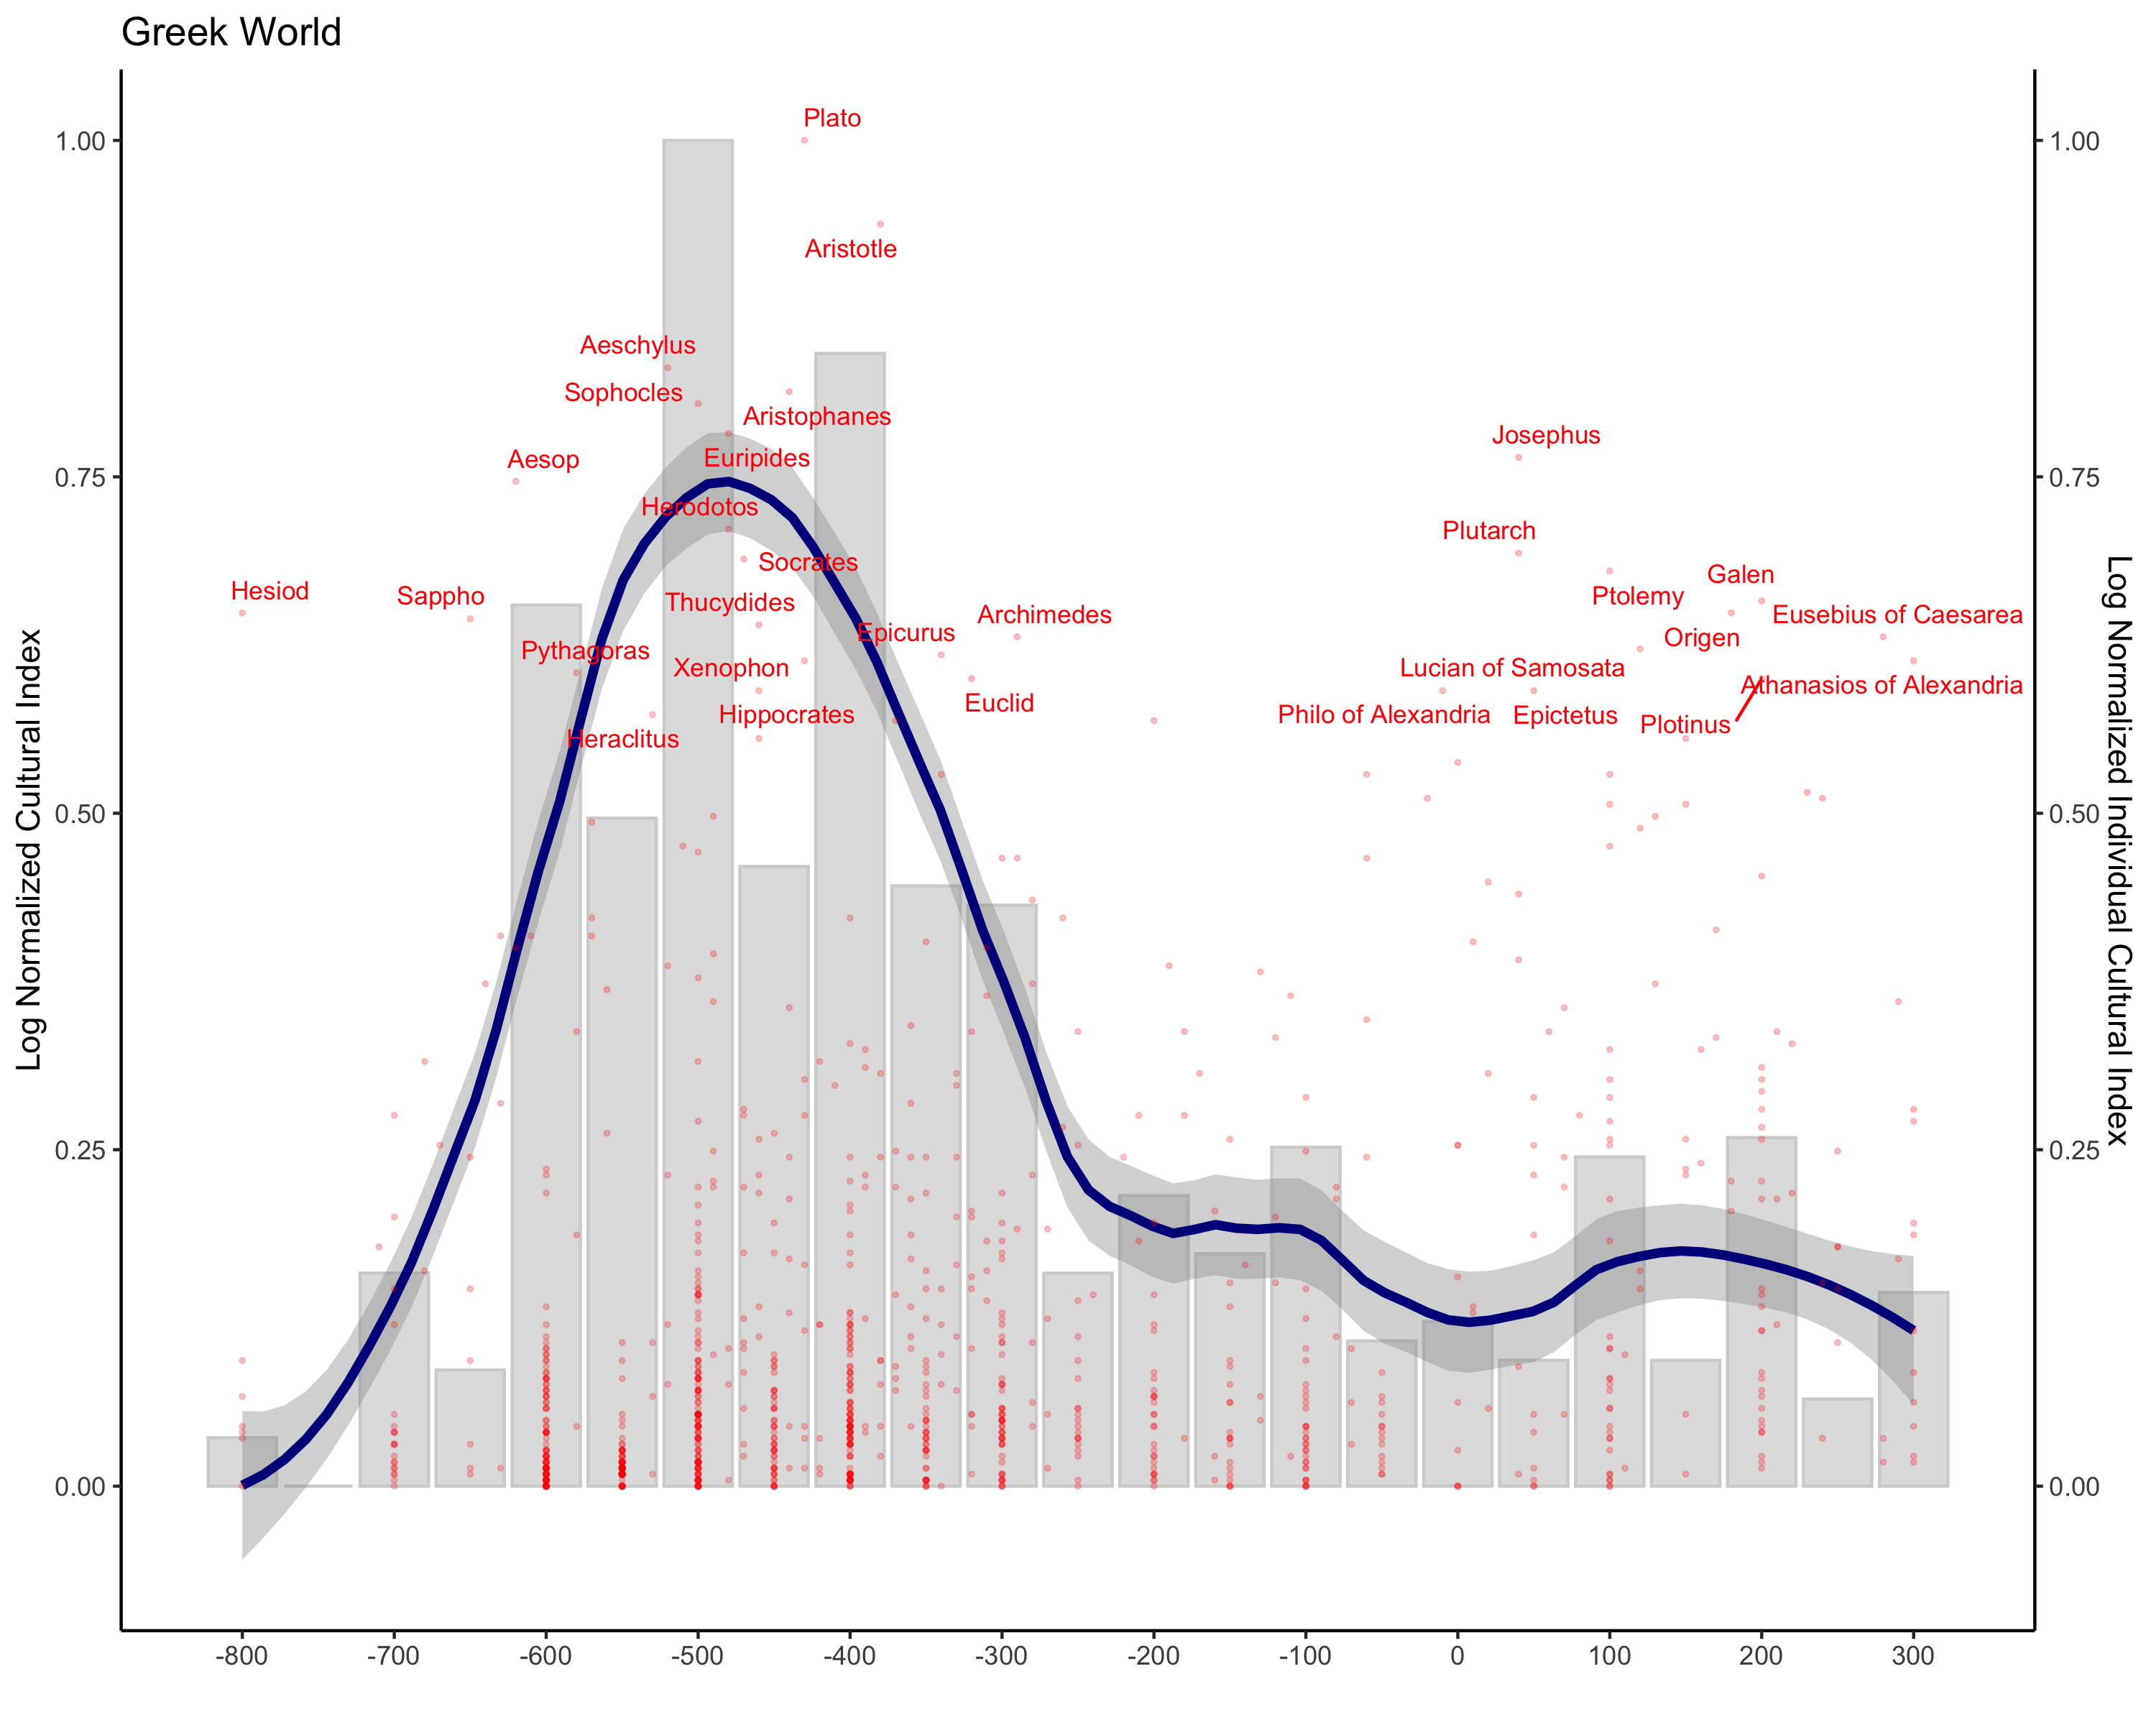 Greek World
Plato
1.00
1.00
Aristotle
Aeschylus
Sophocles
Aristophanes
Josephus
Aesop
Euripides
0.75
0.75
Herodotos
Plutarch
Socrates
Galen
Hesiod
Sappho
Thucydides
Ptolemy
Archimedes
Eusebius of Caesarea
Epicurus
Origen
Pythagoras
Xenophon
Lucian of Samosata
Athanasios of Alexandria
Euclid
Hippocrates
Philo of Alexandria
Epictetus
Plotinus
Heraclitus
0.50
0.50
Log Normalized Cultural Index
Log Normalized Individual Cultural Index
0.25
0.25
0.00
0.00
-800 -700 -600 -500 -400 -300 -200 -100 0 100 200 300